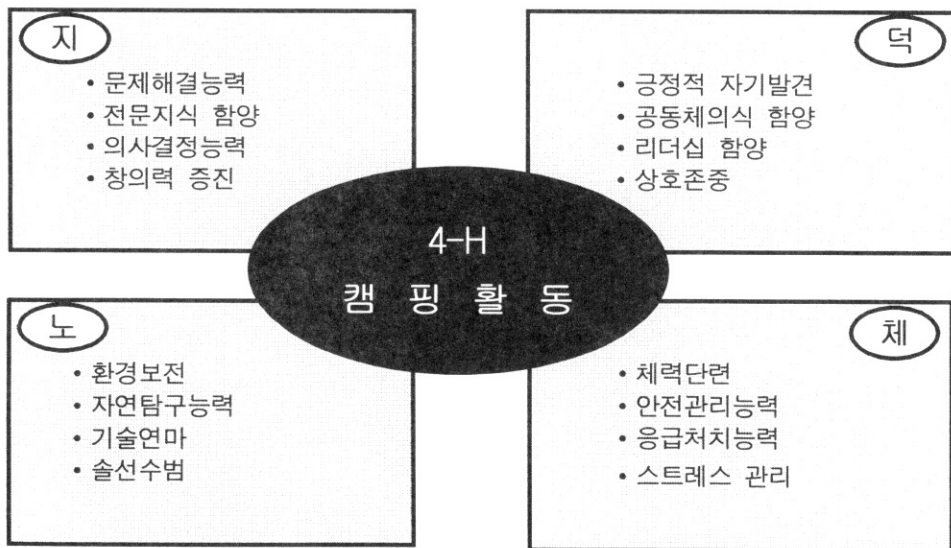 지
• 문제해결능력
• 전문지식 함양
• 의사결정능력
• 창의력 증진
덕
• 긍정적 자기발견
• 공동체의식 함양
• 리더십 함양
• 상호존중
4-H
캠 핑 활 동
노
• 환경보전
• 자연탐구능력
• 기술연마
• 솔선수범
체
• 체력단련
• 안전관리능력
• 응급처치능력
• 스트레스 관리